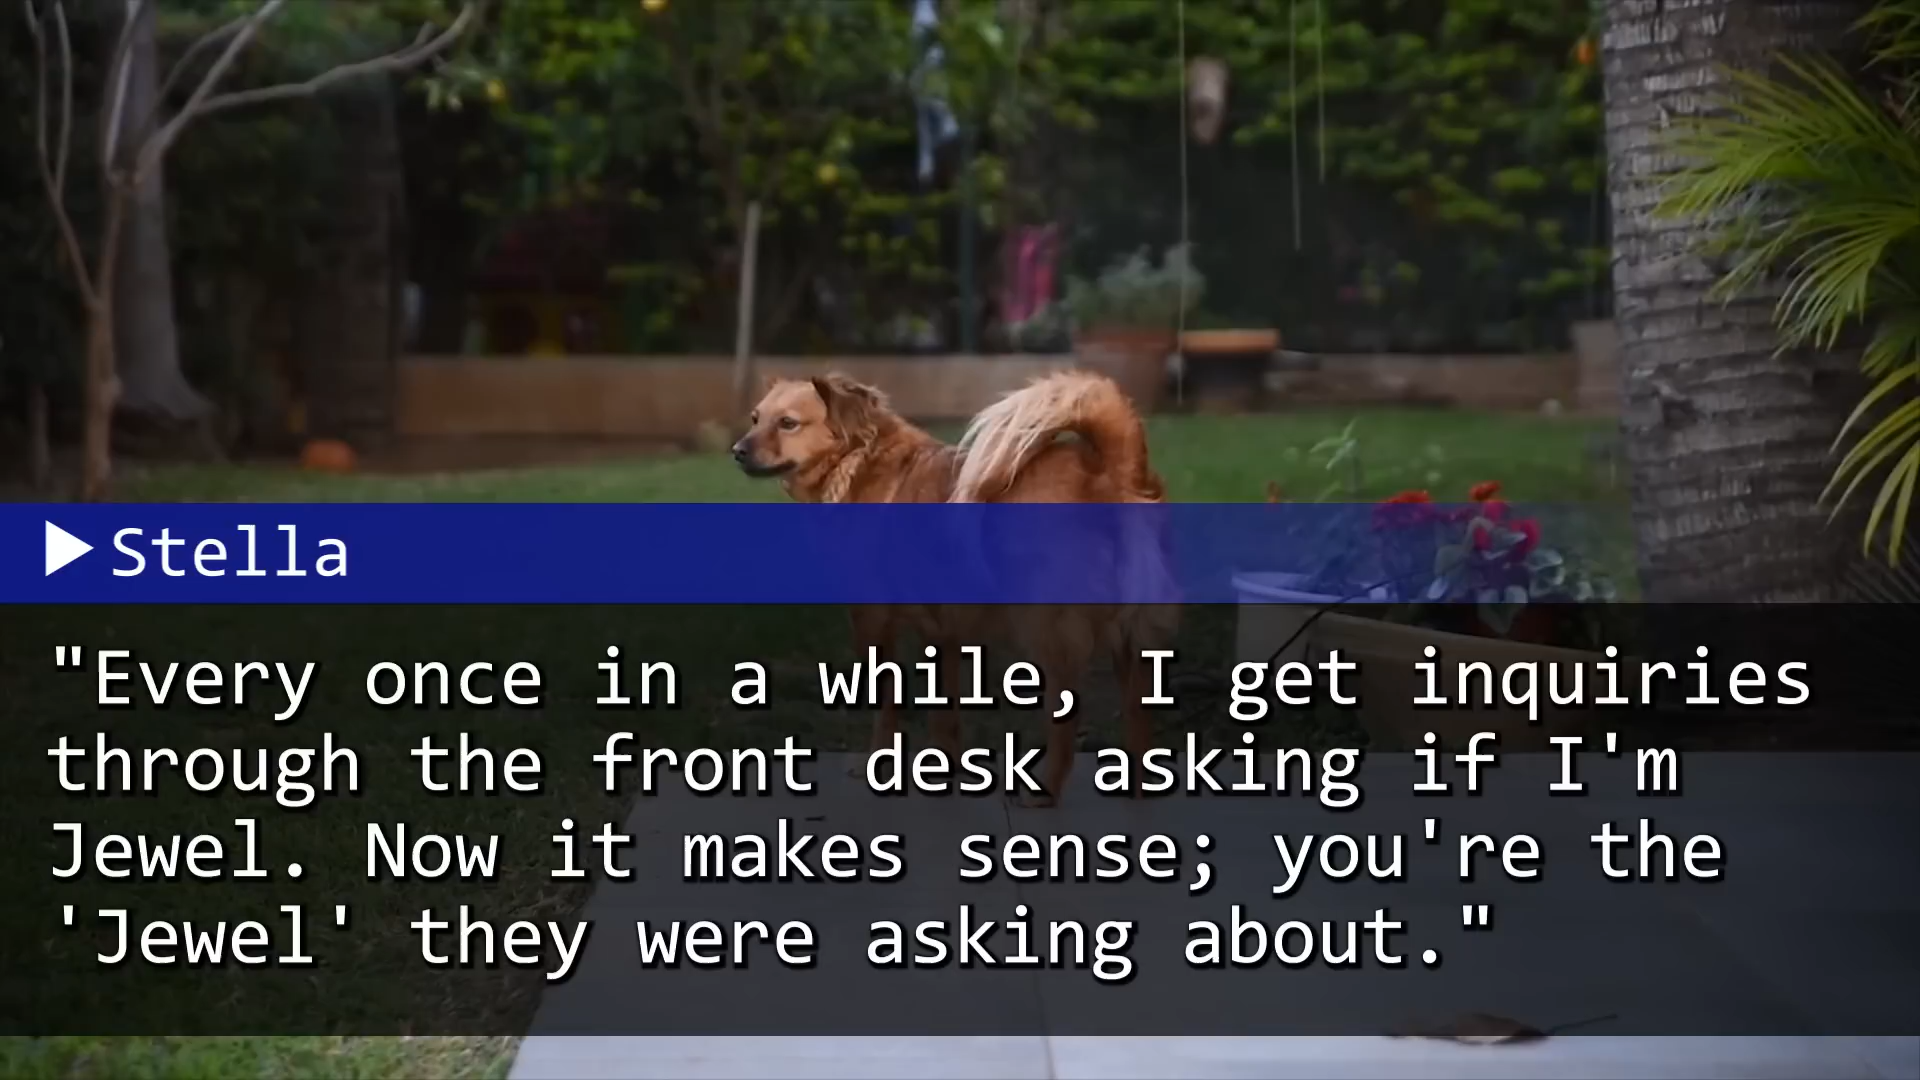 Stella
"Every once in a while, I get inquiries
through the front desk asking if I'm
Jewel. Now it makes sense; you're the
'Jewel' they were asking about."